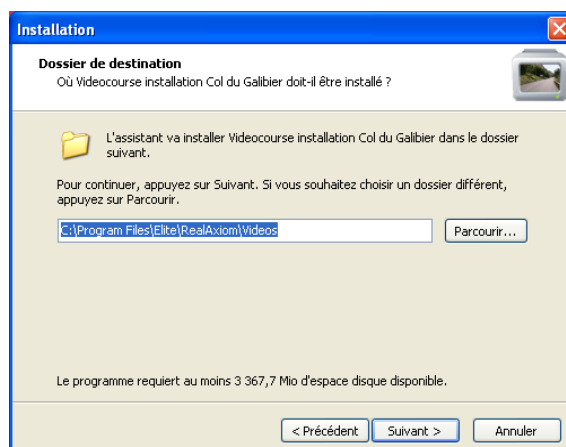 Installation
Dossier de destination
Où Videocourse installation Col du Galibier doit-il être installé ?
L'assistant va installer Videocourse installation Col du Galibier dans le dossier
suivant.
Pour continuer, appuyez sur Suivant. Si vous souhaitez choisir un dossier différent,
appuyez sur Parcourir.
C:\Program Files\Elite\RealAxiom\Videos
Parcourir...
Le programme requiert au moins 3 367,7 Mio d'espace disque disponible.
< Précédent
Suivant >
Annuler